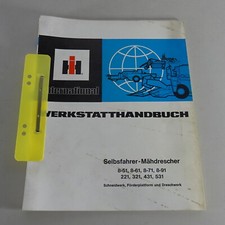 International
WERKSTATTHANDBUCH
Selbstfahrer-Mähdrescher
8-51, 8-61, 8-71, 8-91
221, 321, 431, 531
Schneidwerk, Förderplattform und Dreschwerk